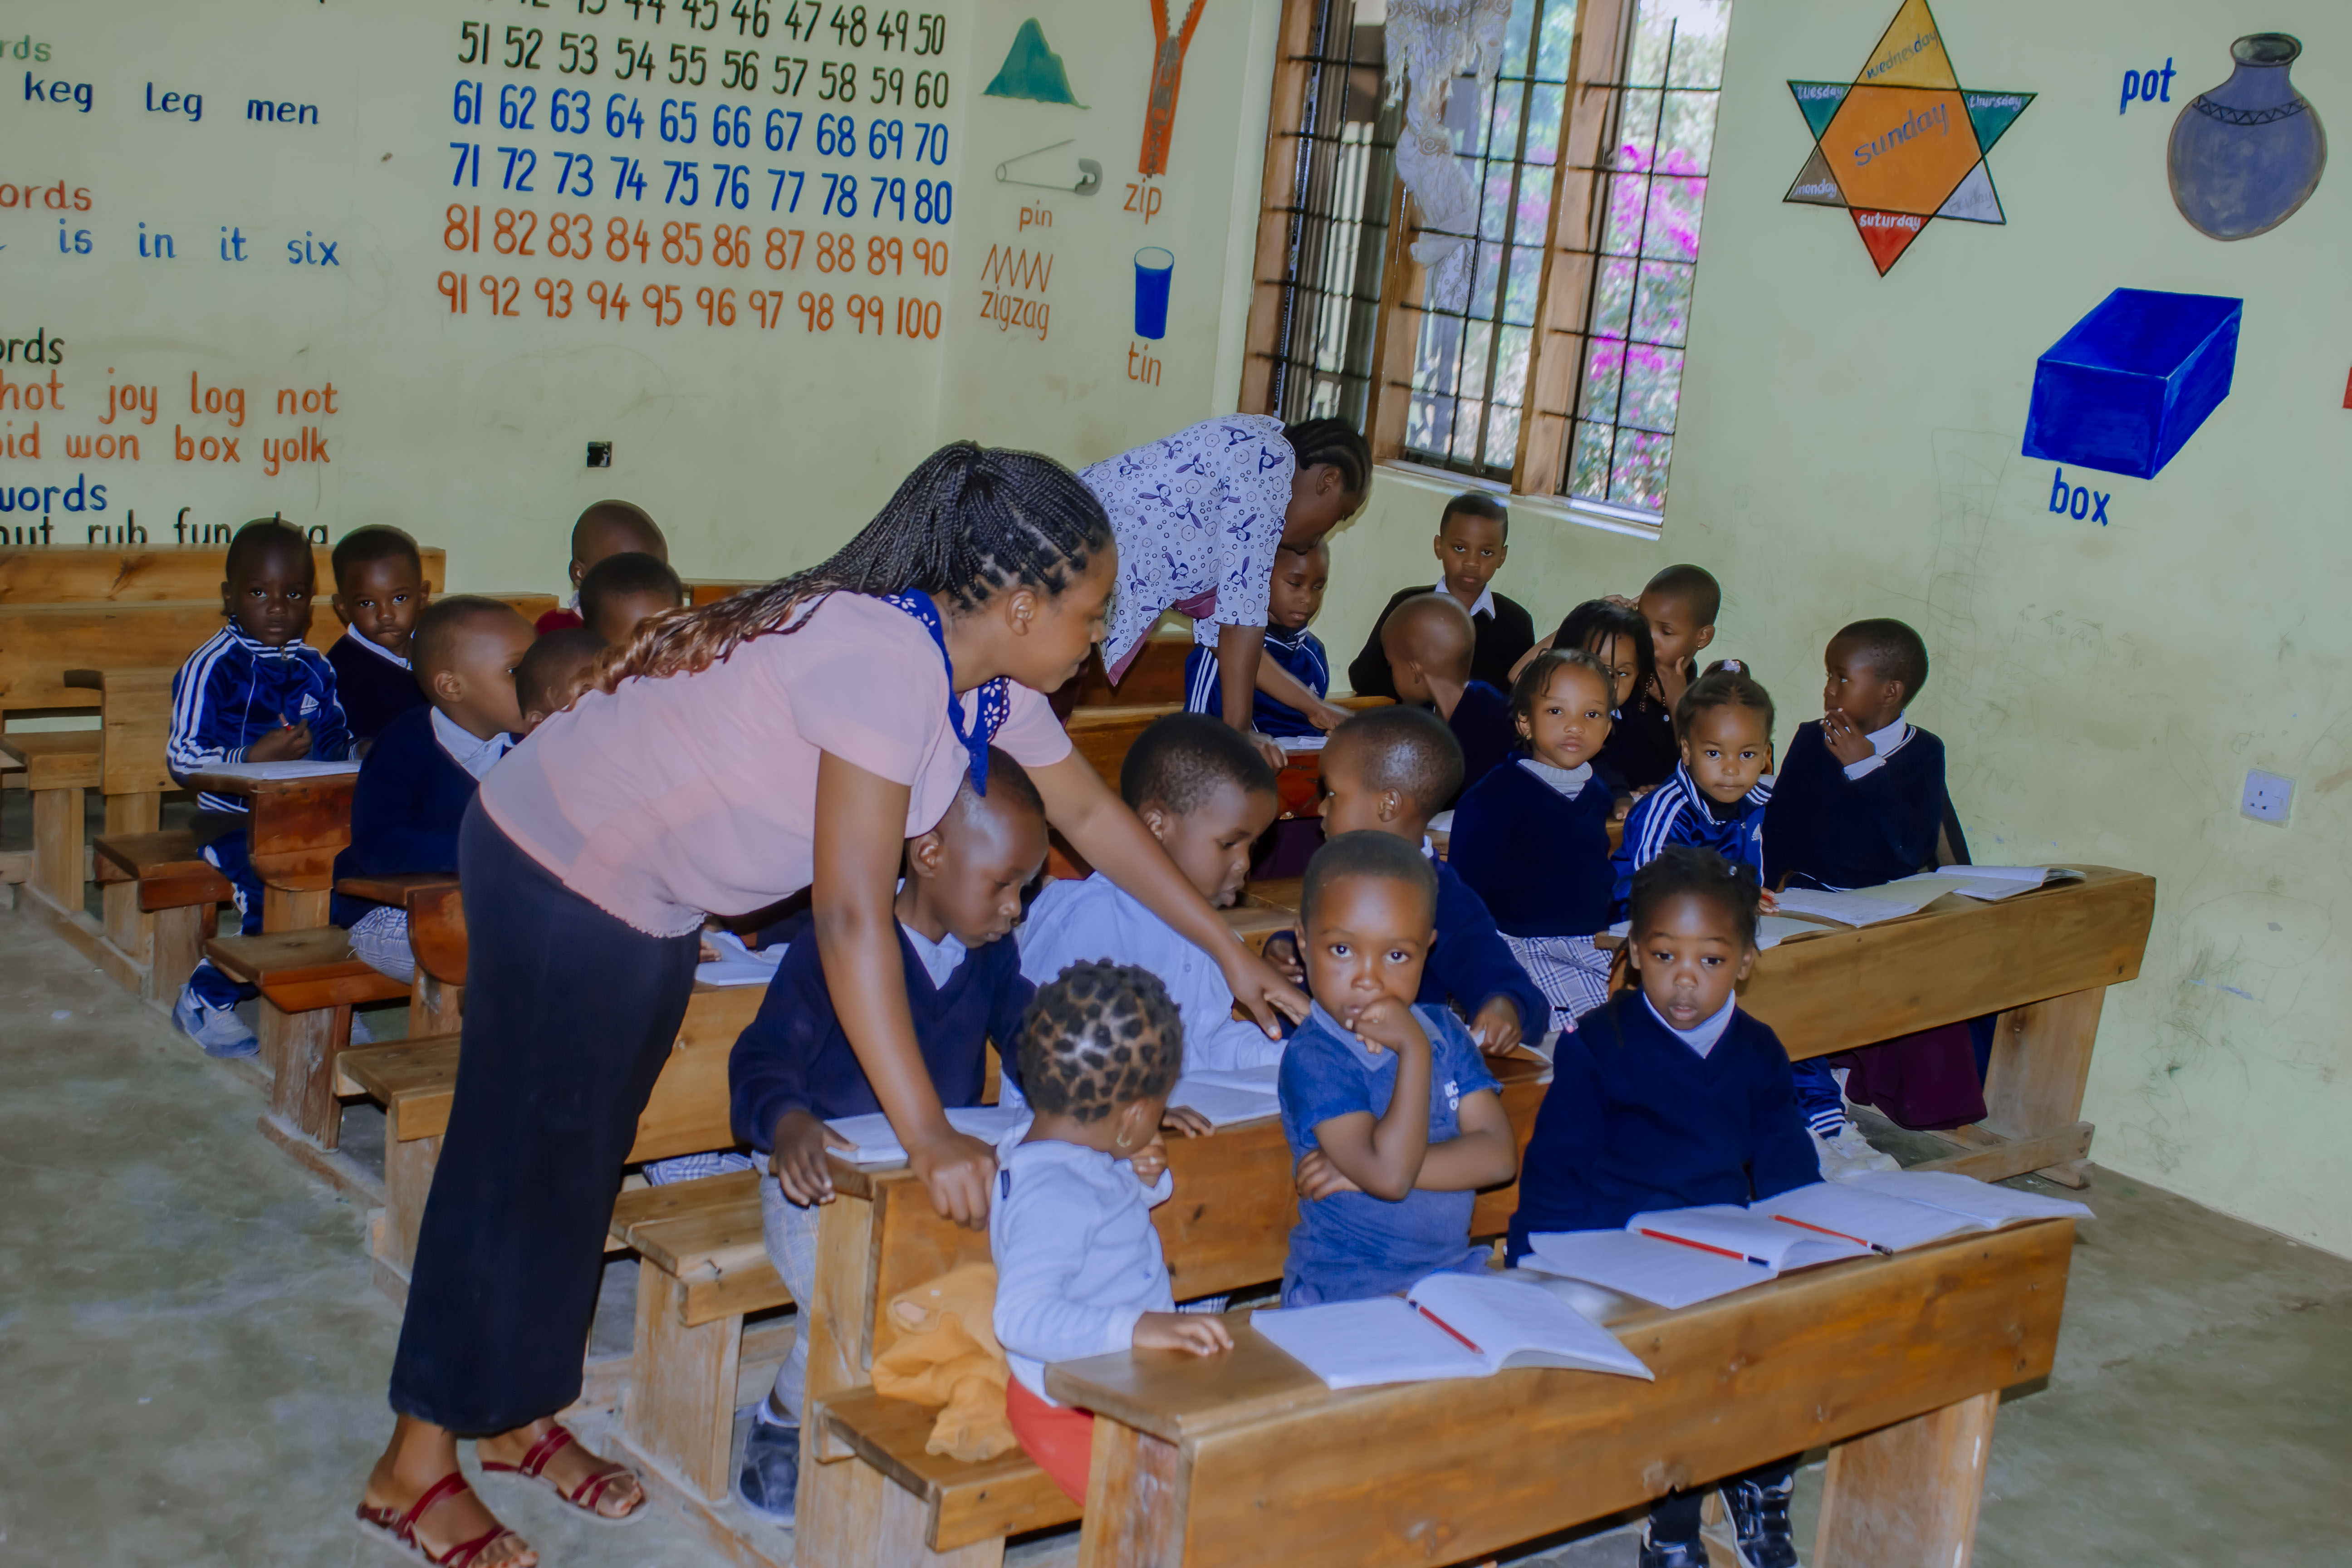 keg leg men
is in it six
hot joy log not
won box yolk
words
rub fun
45 46 47 48 49 50
51 52 53 54 55 56 57 58 59 60
61 62 63 64 65 66 67 68 69 70
71 72 73 74 75 76 77 78 79 80
81 82 83 84 85 86 87 88 89 90
91 92 93 94 95 96 97 98 99 100
pin
zip
zigzag
tin
wednesday
tuesday
thursday
sunday
monday
suturday
pot
box